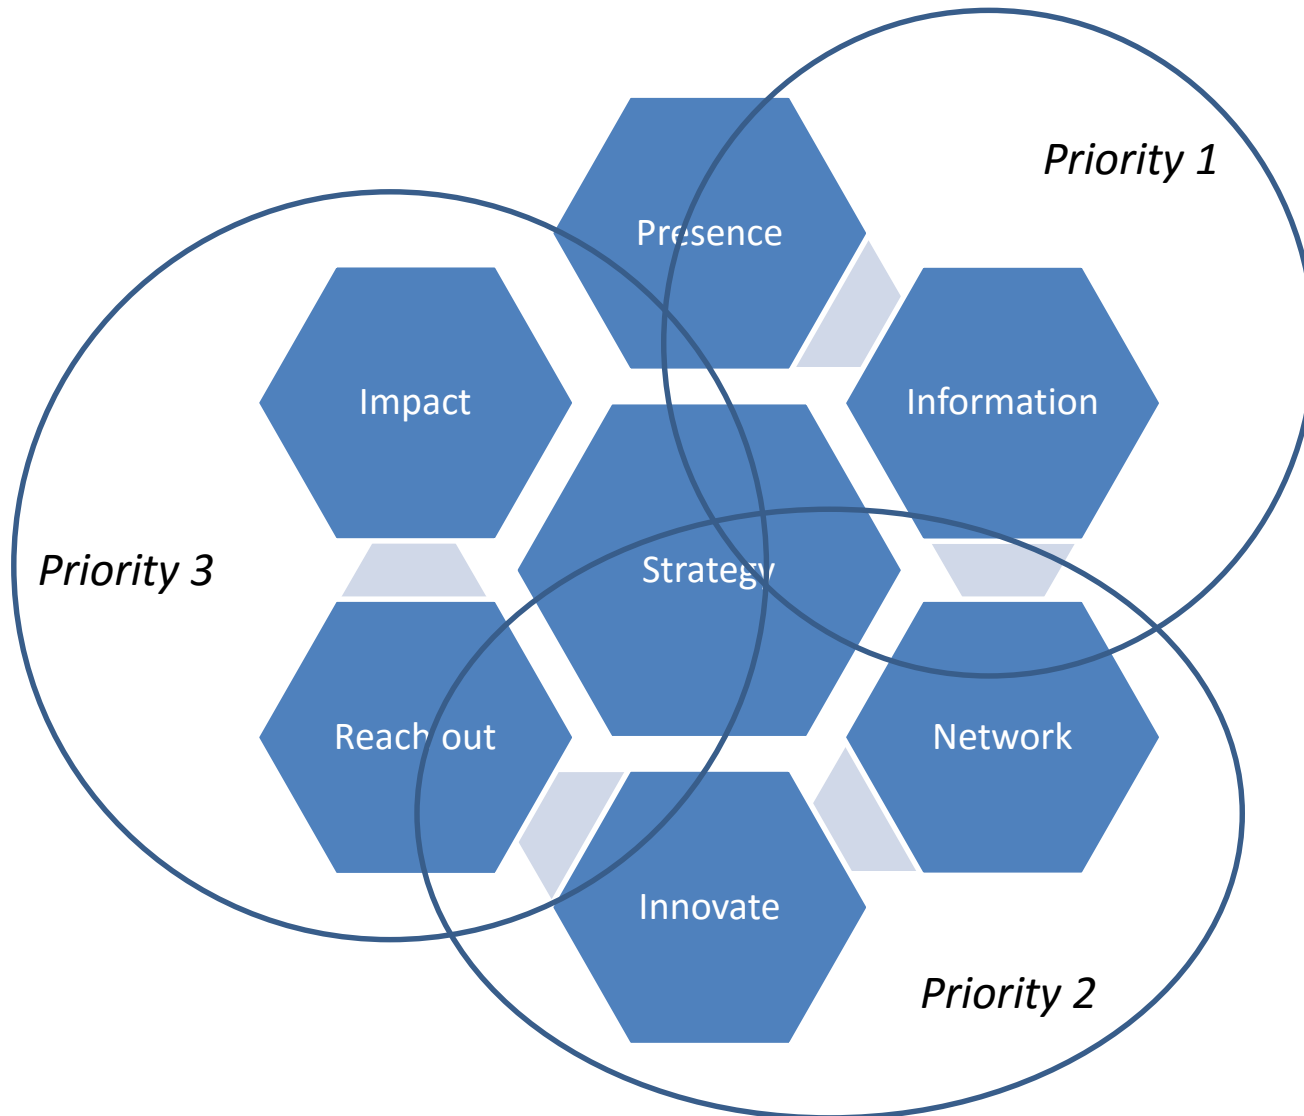 Priority 1
Presence
Impact
Information
Priority 3
Strategy
Reach out
Network
Innovate
Priority 2